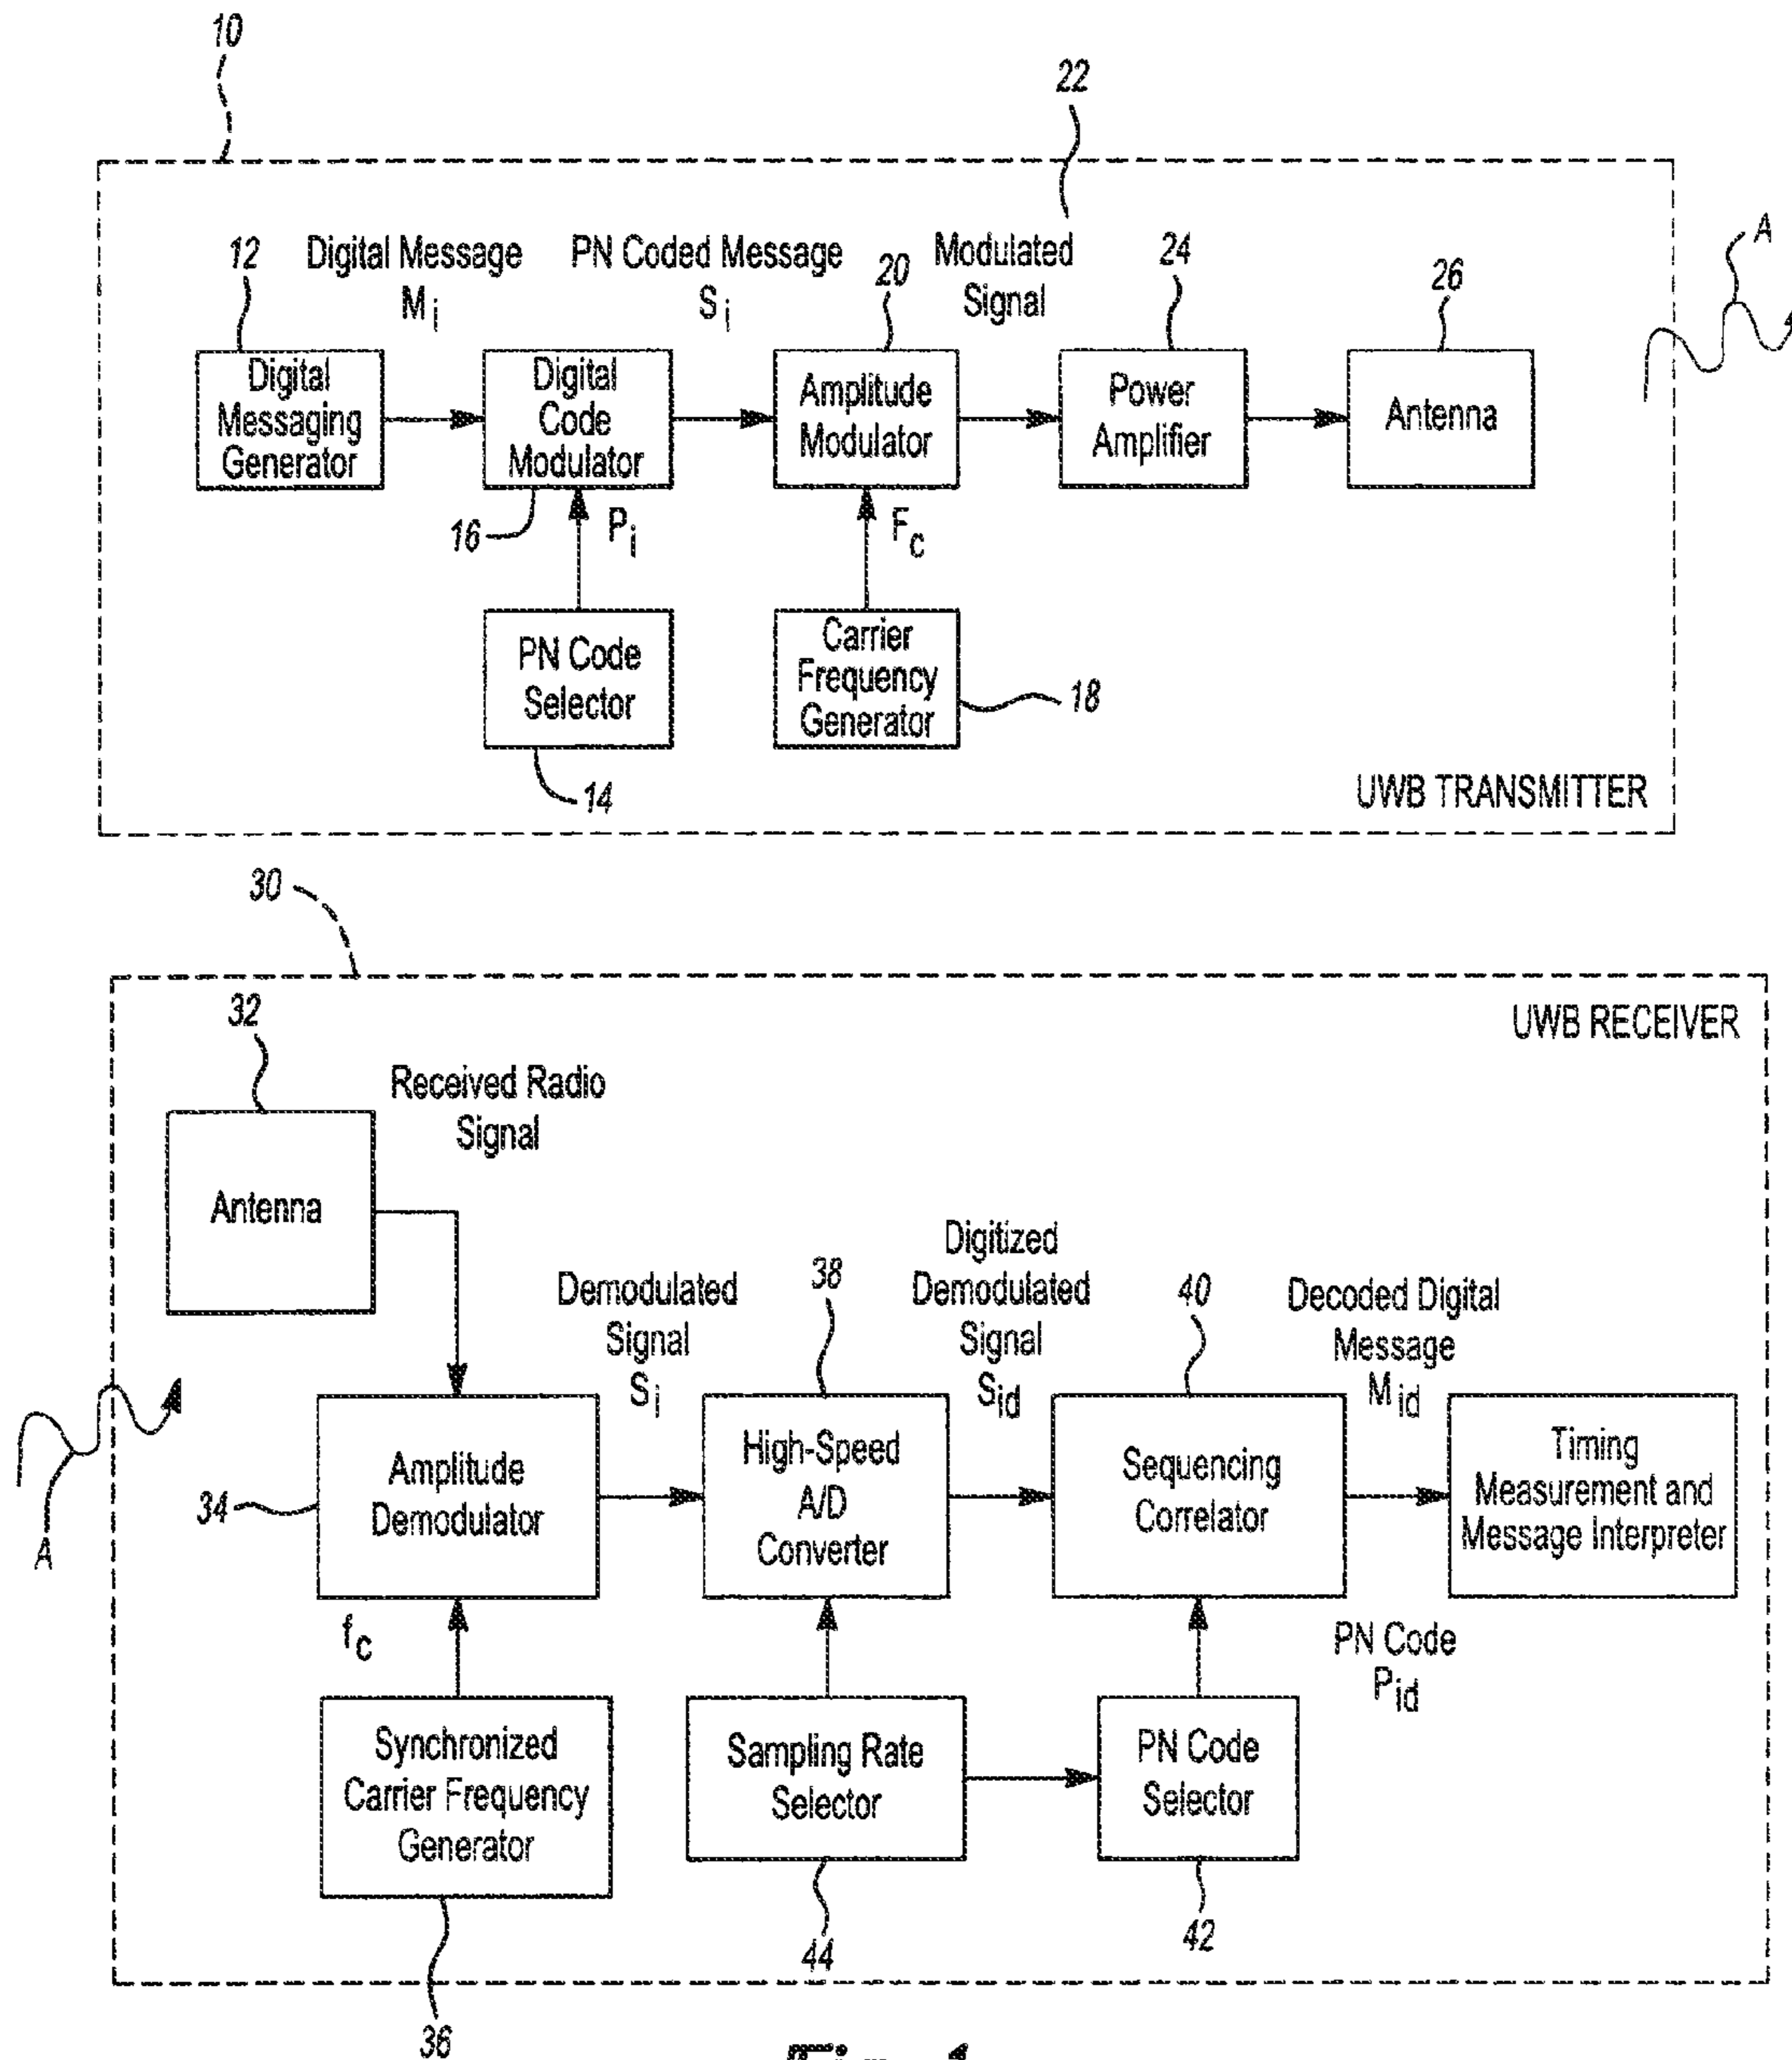 10
22
A
12
Digital Message
M i
PN Coded Message
S i
20
Modulated
Signal
24
26
Digital
Messaging
Generator
Digital
Code
Modulator
Amplitude
Modulator
Power
Amplifier
Antenna
16
P i
F c
PN Code
Selector
Carrier
Frequency
Generator
18
14
UWB TRANSMITTER
30
UWB RECEIVER
32
Received Radio
Signal
Antenna
Demodulated
Signal
S i
38
Digitized
Demodulated
Signal
S id
40
Decoded Digital
Message
M id
A
34
Amplitude
Demodulator
High-Speed
A/D
Converter
Sequencing
Correlator
Timing
Measurement and
Message Interpreter
f c
PN Code
P id
Synchronized
Carrier Frequency
Generator
Sampling Rate
Selector
PN Code
Selector
36
44
42